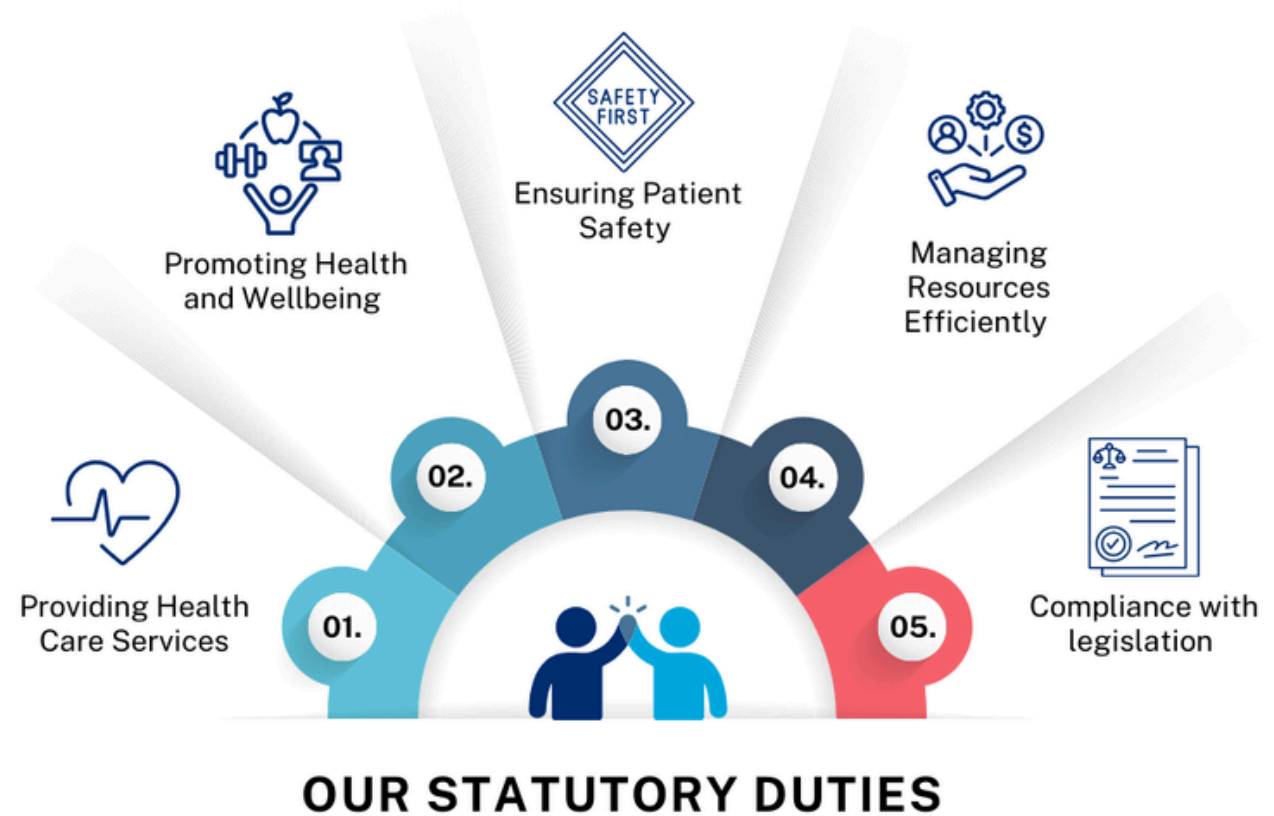 SAFETY
FIRST
Ensuring Patient
Safety
Promoting Health
and Wellbeing
Managing
Resources
Efficiently
Providing Health
Care Services
Compliance with
legislation
01.
02.
03.
04.
05.
$
OUR STATUTORY DUTIES